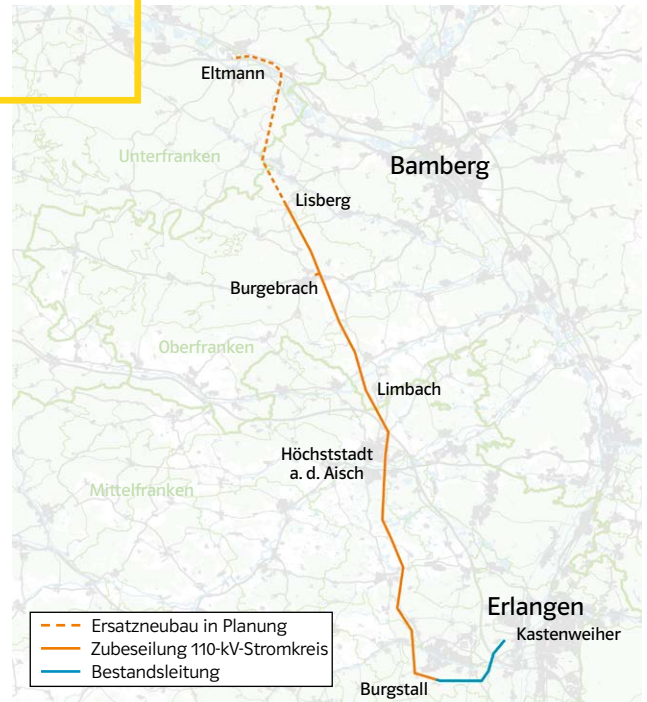 Eltmann
Unterfranken
Bamberg
Lisberg
Burgebrach
Oberfranken
Limbach
Höchststadt
a. d. Aisch
Mittelfranken
Erlangen
Kastenweiher
Burgstall
Ersatzneubau in Planung
Zubeseilung 110-kV-Stromkreis
Bestandsleitung